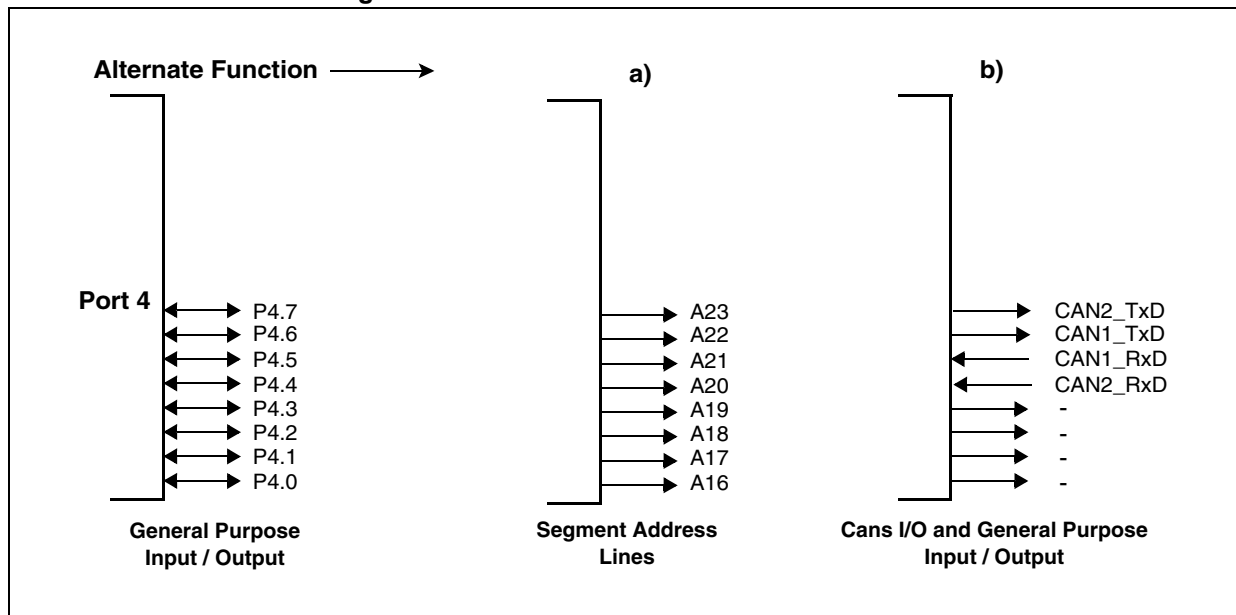 Alternate Function
a)
b)
Port 4
P4.7
P4.6
P4.5
P4.4
P4.3
P4.2
P4.1
P4.0
General Purpose
Input / Output
A23
A22
A21
A20
A19
A18
A17
A16
Segment Address
Lines
CAN2_TxD
CAN1_TxD
CAN1_RxD
CAN2_RxD
-
-
-
-
Cans I/O and General Purpose
Input / Output